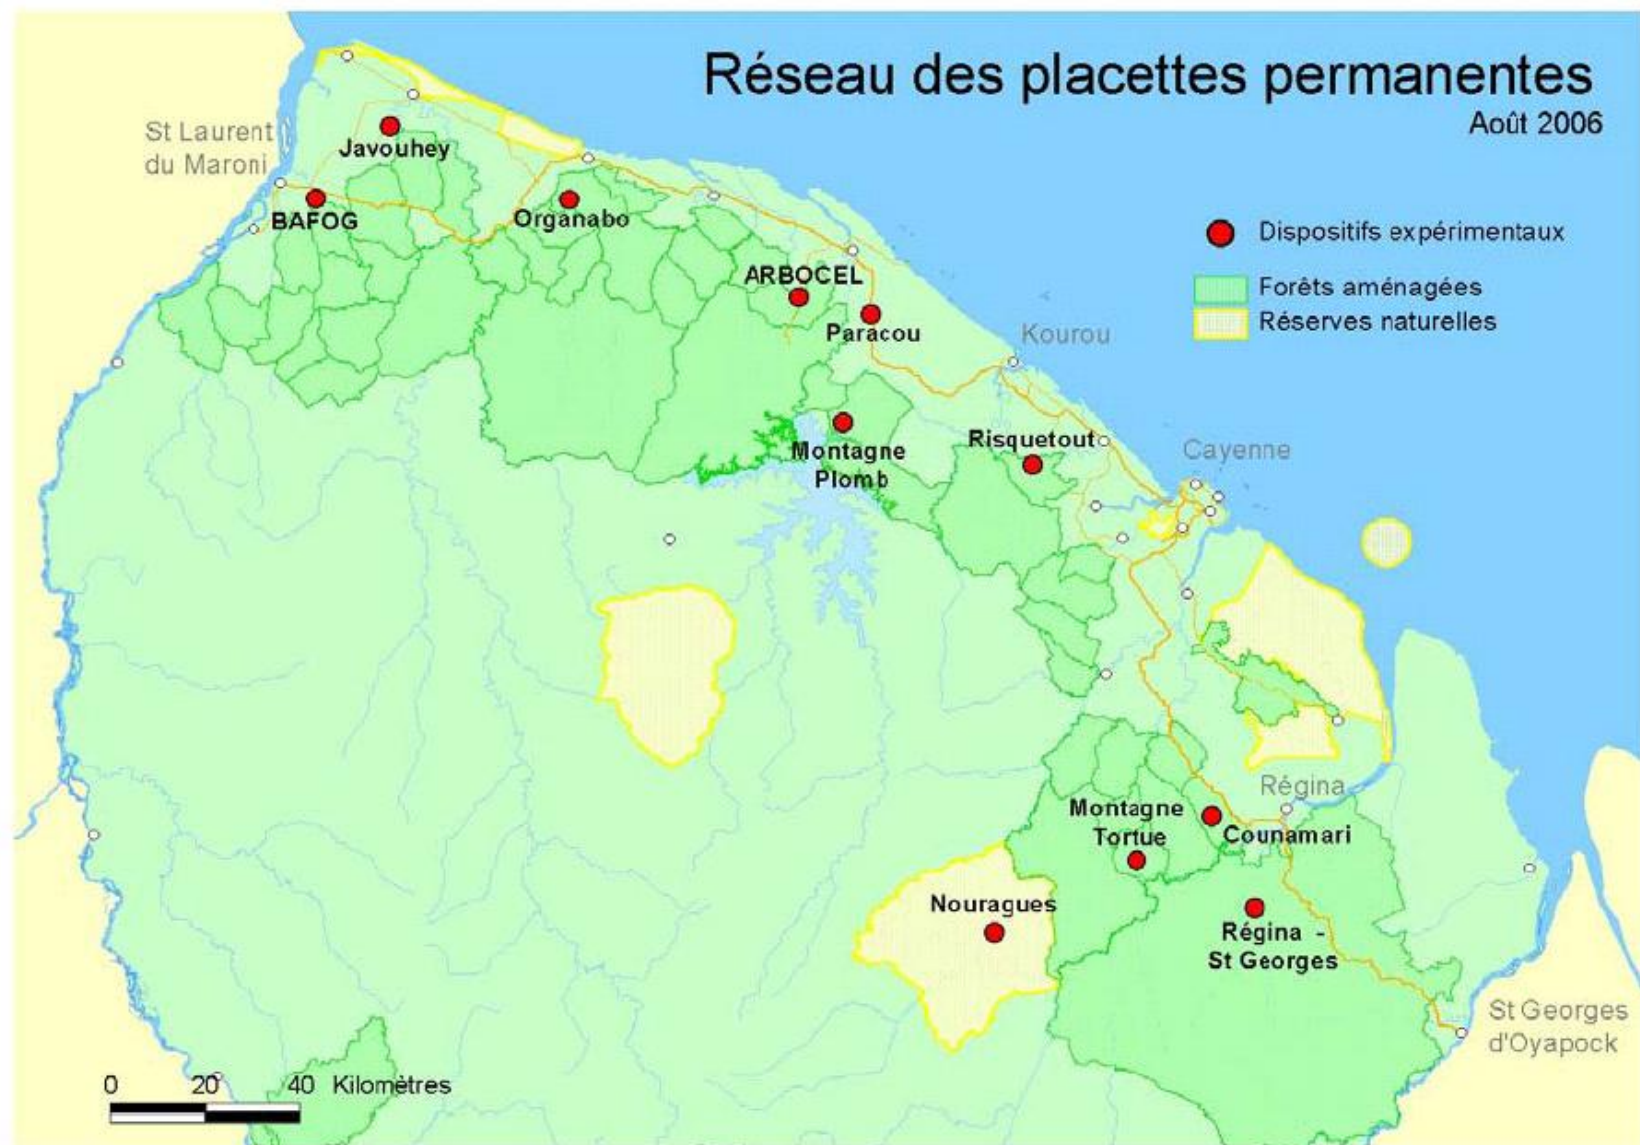 Réseau des placettes permanentes
Août 2006
St Laurent
du Maroni
Javouhey
BAFOG
Organabo
Dispositifs expérimentaux
ARBOCEL
Forêts aménagées
Réserves naturelles
Paracou
Kourou
Risquetout
Montagne
Plomb
Cayenne
Régina
Montagne
Tortue
Counamari
Nouragues
Régina -
St Georges
St Georges
d'Oyapock
0 20 40 Kilomètres